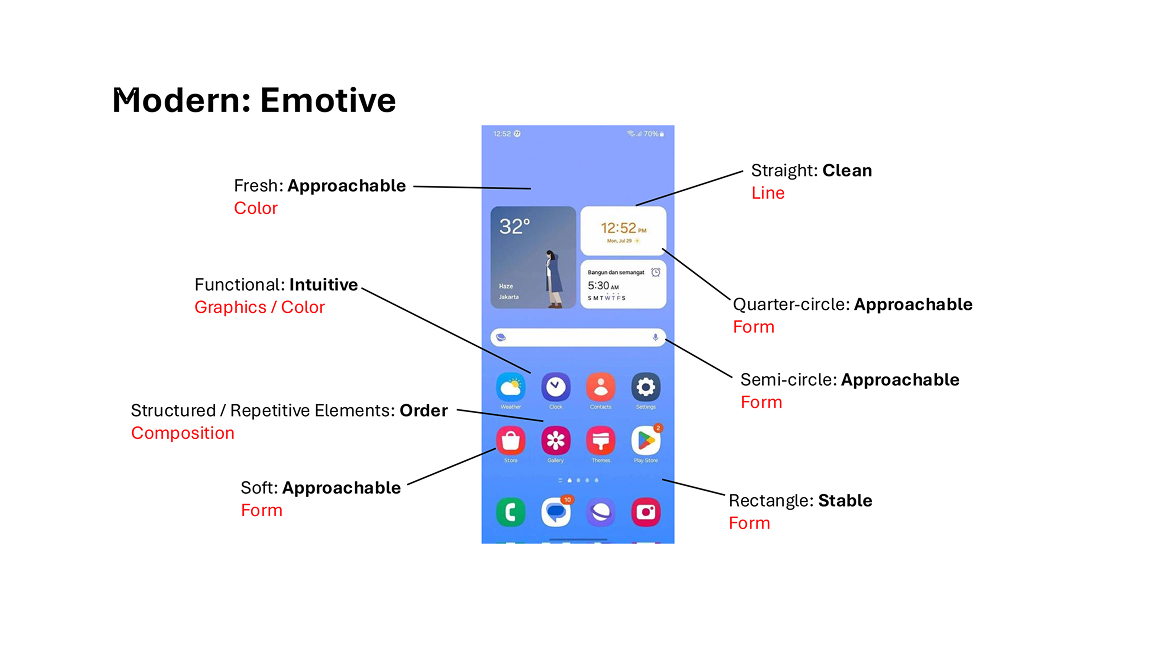 Modern: Emotive
Fresh: Approachable
Color
Functional: Intuitive
Graphics / Color
Structured / Repetitive Elements: Order
Composition
Soft: Approachable
Form
12:52
70%
32°
Haze
Jakarta
12:52 PM
Mon, Jul 29
Bangun dan semangat
5:30 AM
S M T W T F S
Weather Clock Contacts Settings
2
Store Gallery Themes Play Store
10
Straight: Clean
Line
Quarter-circle: Approachable
Form
Semi-circle: Approachable
Form
Rectangle: Stable
Form